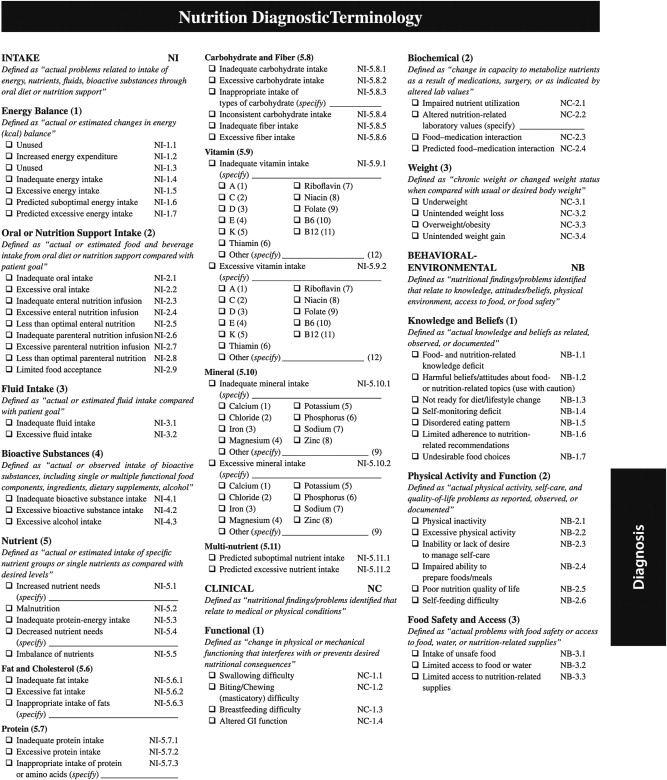 Nutrition DiagnosticTerminology
INTAKE NI
Defined as “actual problems related to intake of
energy, nutrients, fluids, bioactive substances through
oral diet or nutrition support”
Energy Balance (1)
Defined as “actual or estimated changes in energy
(kcal) balance”
❑ Unused NI-1.1
❑ Increased energy expenditure NI-1.2
❑ Unused NI-1.3
❑ Inadequate energy intake NI-1.4
❑ Excessive energy intake NI-1.5
❑ Predicted suboptimal energy intake NI-1.6
❑ Predicted excessive energy intake NI-1.7
Oral or Nutrition Support Intake (2)
Defined as “actual or estimated food and beverage
intake from oral diet or nutrition support compared with
patient goal”
❑ Inadequate oral intake NI-2.1
❑ Excessive oral intake NI-2.2
❑ Inadequate enteral nutrition infusion NI-2.3
❑ Excessive enteral nutrition infusion NI-2.4
❑ Less than optimal enteral nutrition NI-2.5
❑ Inadequate parenteral nutrition infusion NI-2.6
❑ Excessive parenteral nutrition infusion NI-2.7
❑ Less than optimal parenteral nutrition NI-2.8
❑ Limited food acceptance NI-2.9
Fluid Intake (3)
Defined as “actual or estimated fluid intake compared
with patient goal”
❑ Inadequate fluid intake NI-3.1
❑ Excessive fluid intake NI-3.2
Bioactive Substances (4)
Defined as “actual or observed intake of bioactive
substances, including single or multiple functional food
components, ingredients, dietary supplements, alcohol”
❑ Inadequate bioactive substance intake NI-4.1
❑ Excessive bioactive substance intake NI-4.2
❑ Excessive alcohol intake NI-4.3
Nutrient (5)
Defined as “actual or estimated intake of specific
nutrient groups or single nutrients as compared with
desired levels”
❑ Increased nutrient needs NI-5.1
(specify)
❑ Malnutrition NI-5.2
❑ Inadequate protein-energy intake NI-5.3
❑ Decreased nutrient needs NI-5.4
(specify)
❑ Imbalance of nutrients NI-5.5
Fat and Cholesterol (5.6)
❑ Inadequate fat intake NI-5.6.1
❑ Excessive fat intake NI-5.6.2
❑ Inappropriate intake of fats NI-5.6.3
(specify)
Protein (5.7)
❑ Inadequate protein intake NI-5.7.1
❑ Excessive protein intake NI-5.7.2
❑ Inappropriate intake of protein NI-5.7.3
or amino acids (specify)
Carbohydrate and Fiber (5.8)
❑ Inadequate carbohydrate intake NI-5.8.1
❑ Excessive carbohydrate intake NI-5.8.2
❑ Inappropriate intake of NI-5.8.3
types of carbohydrate (specify)
❑ Inconsistent carbohydrate intake NI-5.8.4
❑ Inadequate fiber intake NI-5.8.5
❑ Excessive fiber intake NI-5.8.6
Vitamin (5.9)
❑ Inadequate vitamin intake NI-5.9.1
(specify)
❑ A (1) ❑ Riboflavin (7)
❑ C (2) ❑ Niacin (8)
❑ D (3) ❑ Folate (9)
❑ E (4) ❑ B6 (10)
❑ K (5) ❑ B12 (11)
❑ Thiamin (6)
❑ Other (specify) (12)
❑ Excessive vitamin intake NI-5.9.2
(specify)
❑ A (1) ❑ Riboflavin (7)
❑ C (2) ❑ Niacin (8)
❑ D (3) ❑ Folate (9)
❑ E (4) ❑ B6 (10)
❑ K (5) ❑ B12 (11)
❑ Thiamin (6)
❑ Other (specify) (12)
Mineral (5.10)
❑ Inadequate mineral intake NI-5.10.1
(specify)
❑ Calcium (1) ❑ Potassium (5)
❑ Chloride (2) ❑ Phosphorus (6)
❑ Iron (3) ❑ Sodium (7)
❑ Magnesium (4) ❑ Zinc (8)
❑ Other (specify) (9)
❑ Excessive mineral intake NI-5.10.2
(specify)
❑ Calcium (1) ❑ Potassium (5)
❑ Chloride (2) ❑ Phosphorus (6)
❑ Iron (3) ❑ Sodium (7)
❑ Magnesium (4) ❑ Zinc (8)
❑ Other (specify) (9)
Multi-nutrient (5.11)
❑ Predicted suboptimal nutrient intake NI-5.11.1
❑ Predicted excessive nutrient intake NI-5.11.2
CLINICAL NC
Defined as “nutritional findings/problems identified that
relate to medical or physical conditions”
Functional (1)
Defined as “change in physical or mechanical
functioning that interferes with or prevents desired
nutritional consequences”
❑ Swallowing difficulty NC-1.1
❑ Biting/Chewing NC-1.2
(masticatory) difficulty
❑ Breastfeeding difficulty NC-1.3
❑ Altered GI function NC-1.4
Biochemical (2)
Defined as “change in capacity to metabolize nutrients
as a result of medications, surgery, or as indicated by
altered lab values”
❑ Impaired nutrient utilization NC-2.1
❑ Altered nutrition-related NC-2.2
laboratory values (specify)
❑ Food–medication interaction NC-2.3
❑ Predicted food–medication interaction NC-2.4
Weight (3)
Defined as “chronic weight or changed weight status
when compared with usual or desired body weight”
❑ Underweight NC-3.1
❑ Unintended weight loss NC-3.2
❑ Overweight/obesity NC-3.3
❑ Unintended weight gain NC-3.4
BEHAVIORAL-
ENVIRONMENTAL NB
Defined as “nutritional findings/problems identified
that relate to knowledge, attitudes/beliefs, physical
environment, access to food, or food safety”
Knowledge and Beliefs (1)
Defined as “actual knowledge and beliefs as related,
observed, or documented”
❑ Food- and nutrition-related NB-1.1
knowledge deficit
❑ Harmful beliefs/attitudes about food- NB-1.2
or nutrition-related topics (use with caution)
❑ Not ready for diet/lifestyle change NB-1.3
❑ Self-monitoring deficit NB-1.4
❑ Disordered eating pattern NB-1.5
❑ Limited adherence to nutrition- NB-1.6
related recommendations
❑ Undesirable food choices NB-1.7
Physical Activity and Function (2)
Defined as “actual physical activity, self-care, and
quality-of-life problems as reported, observed, or
documented”
❑ Physical inactivity NB-2.1
❑ Excessive physical activity NB-2.2
❑ Inability or lack of desire NB-2.3
to manage self-care
❑ Impaired ability to NB-2.4
prepare foods/meals
❑ Poor nutrition quality of life NB-2.5
❑ Self-feeding difficulty NB-2.6
Food Safety and Access (3)
Defined as “actual problems with food safety or access
to food, water, or nutrition-related supplies”
❑ Intake of unsafe food NB-3.1
❑ Limited access to food or water NB-3.2
❑ Limited access to nutrition-related NB-3.3
supplies
Diagnosis